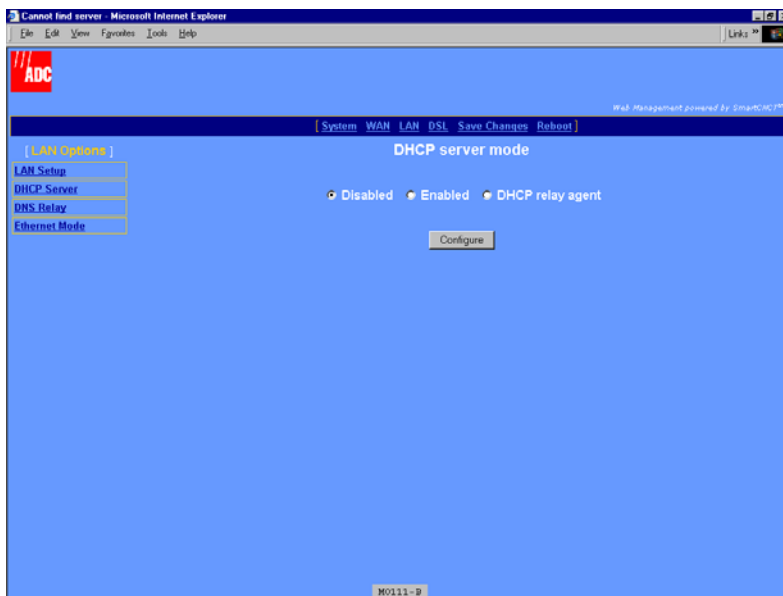 Cannot find server - Microsoft Internet Explorer
File Edit View Favorites Tools Help Links »
ADC
Web Management powered by SmartCNCT
[ System WAN LAN DSL Save Changes Reboot ]
[ LAN Options ]
DHCP server mode
LAN Setup
DHCP Server
DNS Relay
Ethernet Mode
Disabled Enabled DHCP relay agent
Configure
M0111-B